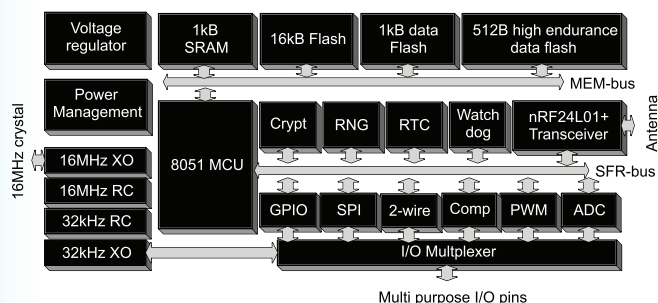 Voltage
regulator
1kB
SRAM
16kB Flash
1kB data
Flash
512B high endurance
data flash
MEM-bus
Power
Management
8051 MCU
Crypt
RNG
RTC
Watch
dog
nRF24L01+
Transceiver
Antenna
16MHz crystal
16MHz XO
SFR-bus
16MHz RC
32kHz RC
GPIO
SPI
2-wire
Comp
PWM
ADC
32kHz XO
I/O Multplexer
Multi purpose I/O pins